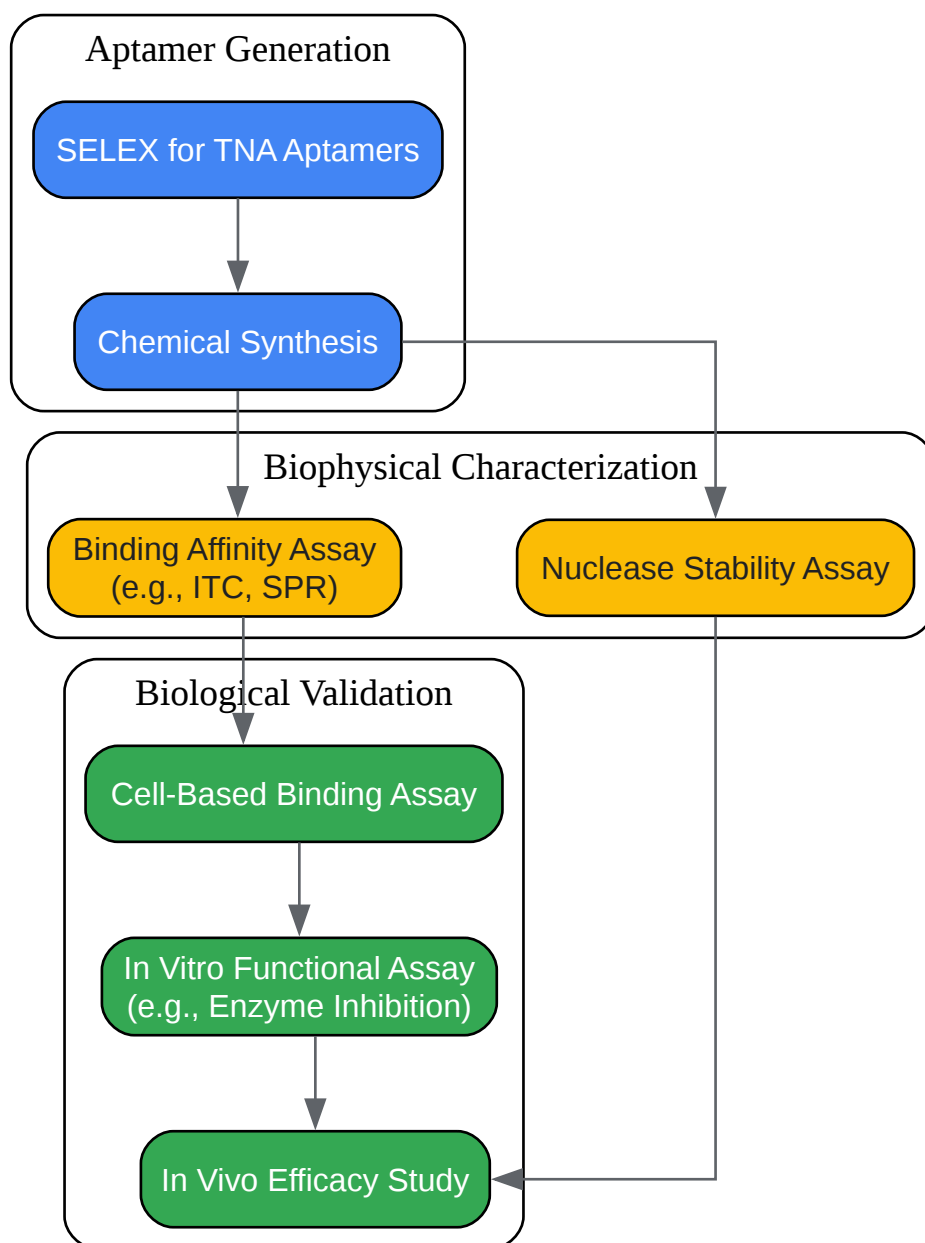 Aptamer Generation
SELEX for TNA Aptamers
Chemical Synthesis
Biophysical Characterization
Binding Affinity Assay
(e.g., ITC, SPR)
Nuclease Stability Assay
Biological Validation
Cell-Based Binding Assay
In Vitro Functional Assay
(e.g., Enzyme Inhibition)
In Vivo Efficacy Study